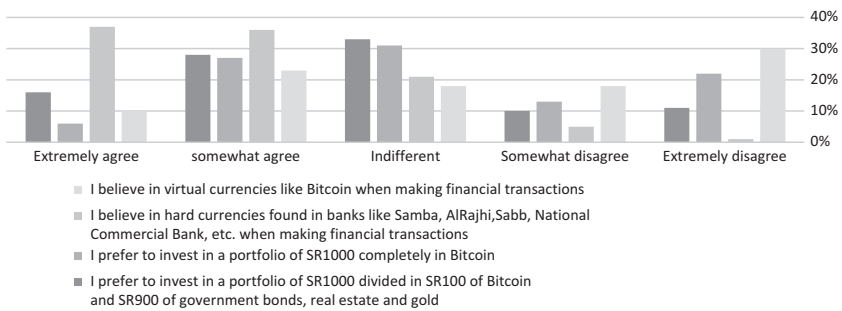 40%
30%
20%
10%
0%
Extremely agree
somewhat agree
Indifferent
Somewhat disagree
Extremely disagree
I believe in virtual currencies like Bitcoin when making financial transactions
I believe in hard currencies found in banks like Samba, AlRajhi,Sabb, National
Commercial Bank, etc. when making financial transactions
I prefer to invest in a portfolio of SR1000 completely in Bitcoin
I prefer to invest in a portfolio of SR1000 divided in SR100 of Bitcoin
and SR900 of government bonds, real estate and gold